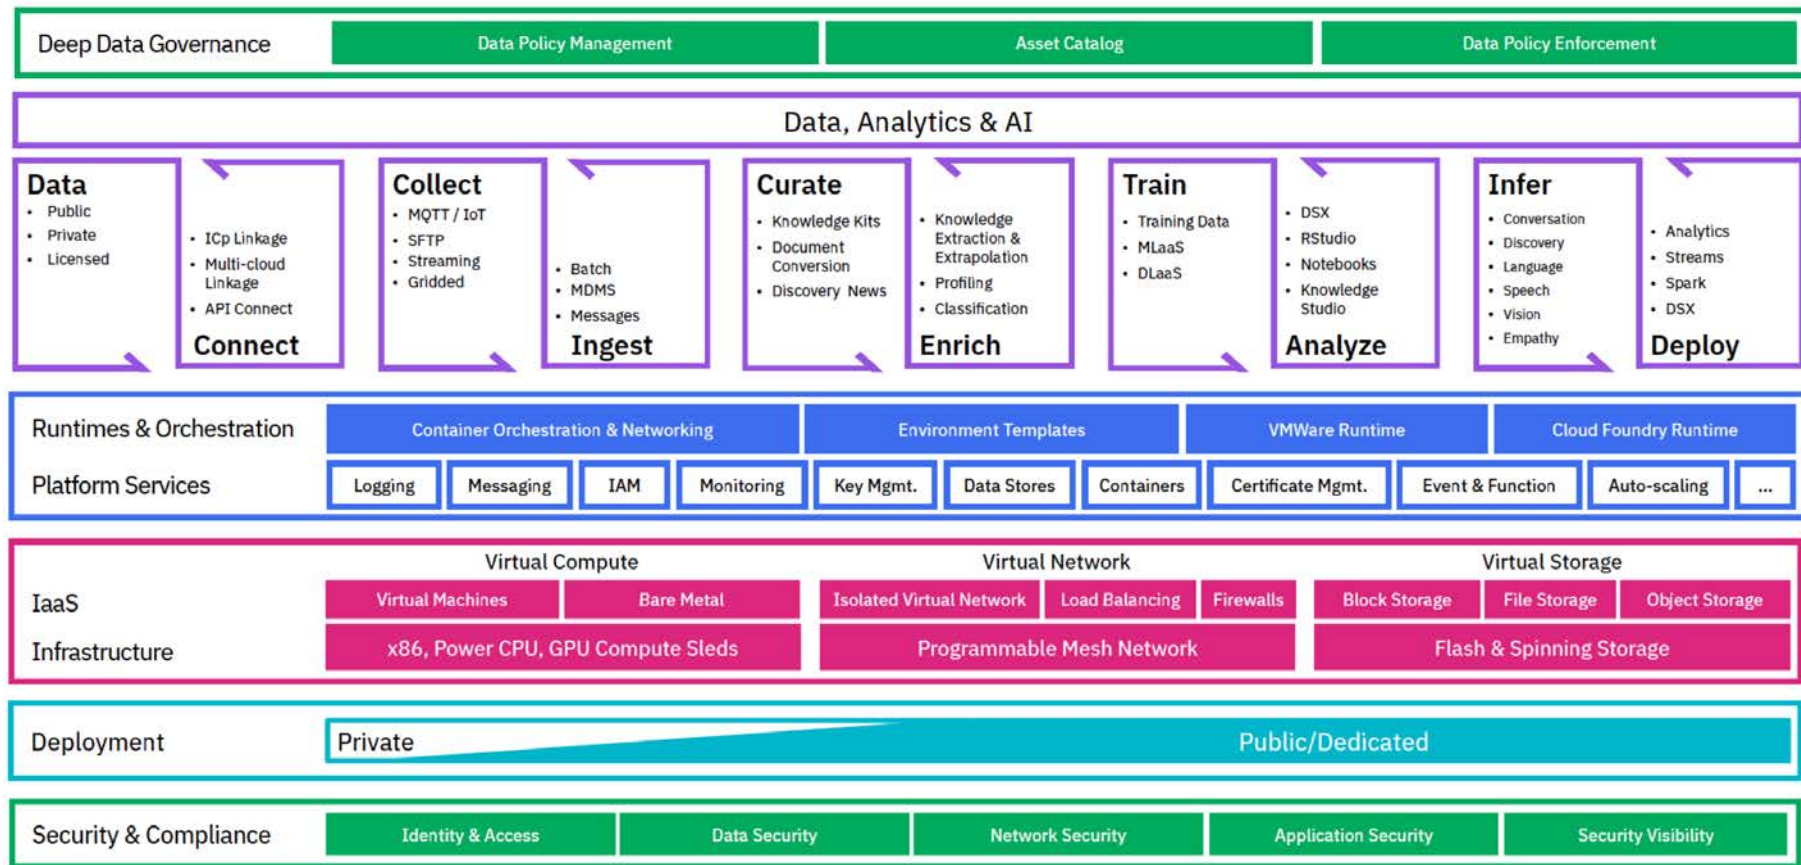 Deep Data Governance
Data Policy Management
Asset Catalog
Data Policy Enforcement
Data, Analytics & AI
Data
• Public
• Private
• Licensed
• ICp Linkage
• Multi-cloud
Linkage
• API Connect
Connect
Collect
• MQTT / IoT
• SFTP
• Streaming
• Gridded
• Batch
• MDMS
• Messages
Ingest
Curate
• Knowledge Kits
• Document
Conversion
• Discovery News
• Knowledge
Extraction &
Extrapolation
• Profiling
• Classification
Enrich
Train
• Training Data
• MLaaS
• DLaaS
• DSX
• RStudio
• Notebooks
• Knowledge
Studio
Analyze
Infer
• Conversation
• Discovery
• Language
• Speech
• Vision
• Empathy
• Analytics
• Streams
• Spark
• DSX
Deploy
Runtimes & Orchestration
Container Orchestration & Networking
Environment Templates
VMWare Runtime
Cloud Foundry Runtime
Platform Services
Logging
Messaging
IAM
Monitoring
Key Mgmt.
Data Stores
Containers
Certificate Mgmt.
Event & Function
Auto-scaling
...
Virtual Compute
Virtual Network
Virtual Storage
IaaS
Virtual Machines
Bare Metal
Isolated Virtual Network
Load Balancing
Firewalls
Block Storage
File Storage
Object Storage
Infrastructure
x86, Power CPU, GPU Compute Sleds
Programmable Mesh Network
Flash & Spinning Storage
Deployment
Private
Public/Dedicated
Security & Compliance
Identity & Access
Data Security
Network Security
Application Security
Security Visibility